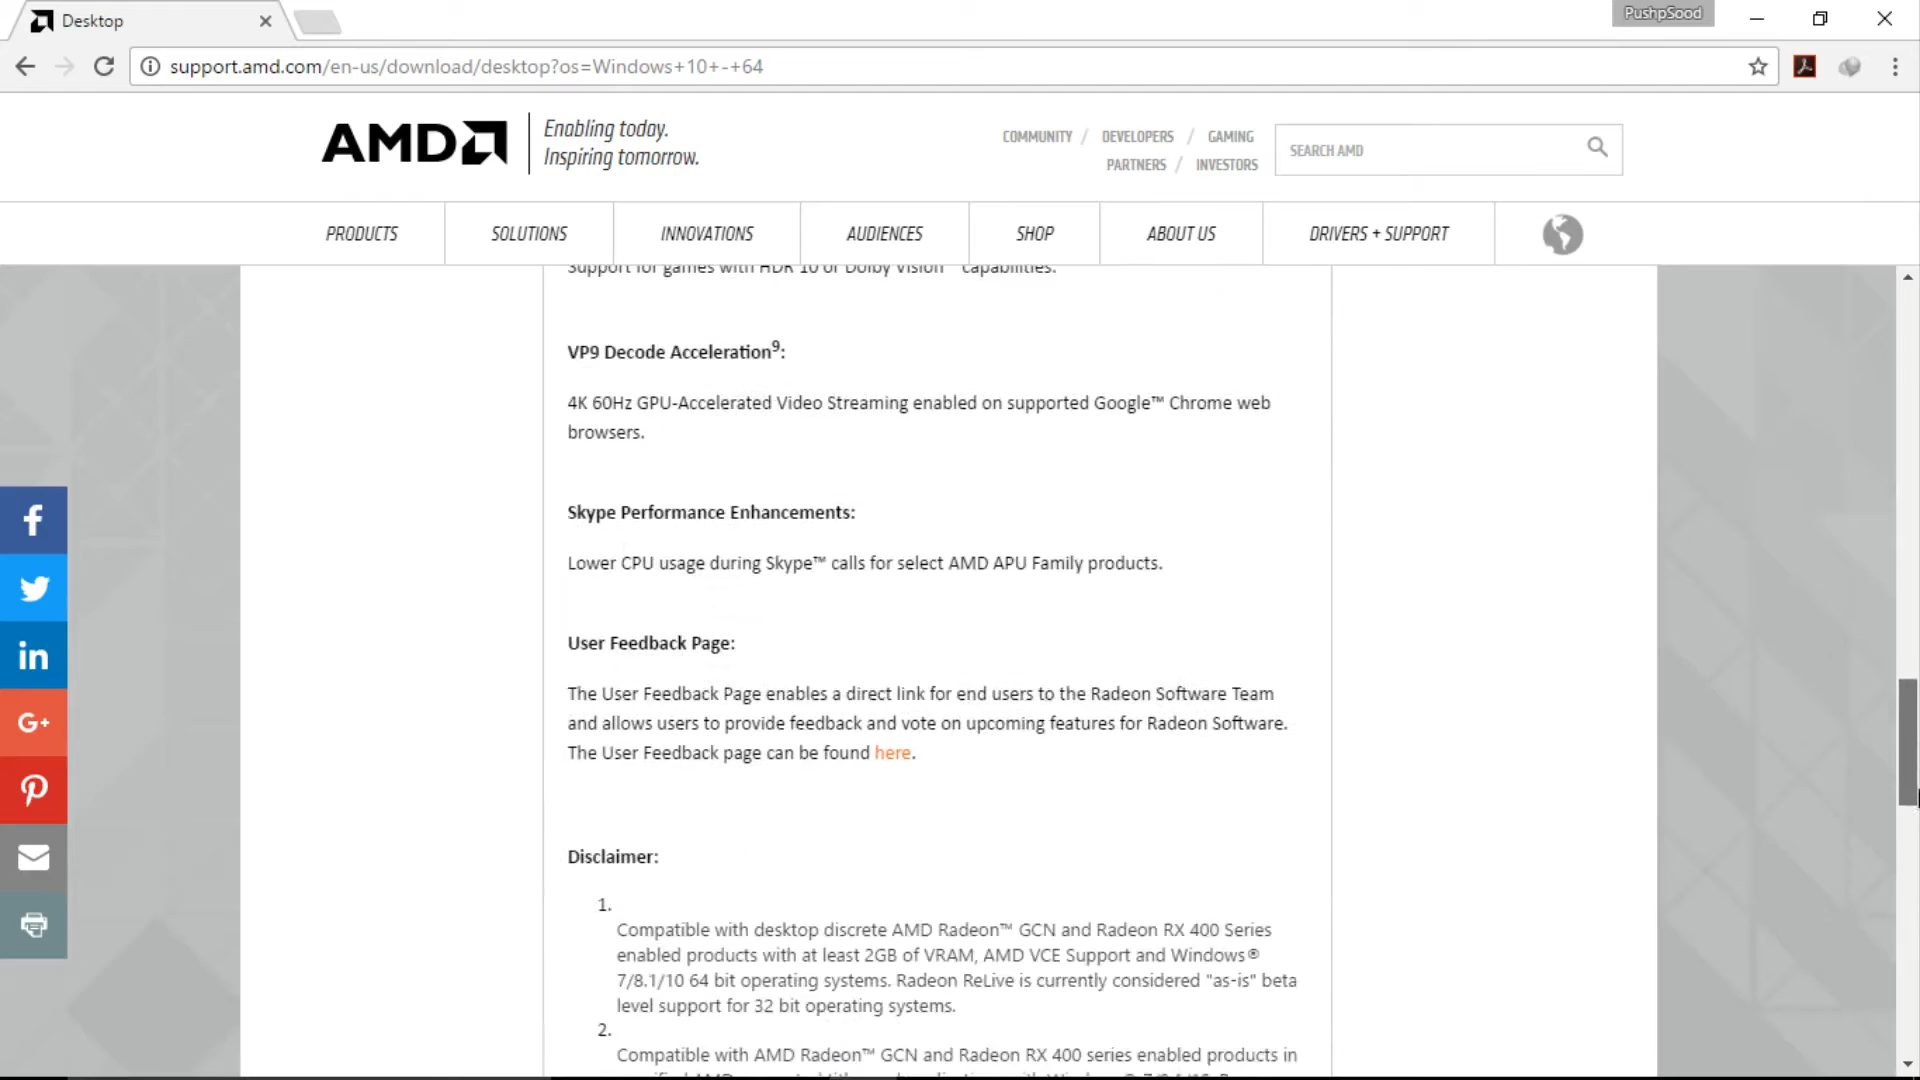 Desktop
PushpSood
support.amd.com/en-us/download/desktop?os=Windows+10+-+64
AMD
Enabling today.
Inspiring tomorrow.
COMMUNITY / DEVELOPERS / GAMING
PARTNERS / INVESTORS
SEARCH AMD
PRODUCTS SOLUTIONS INNOVATIONS AUDIENCES SHOP ABOUT US DRIVERS + SUPPORT
Support for games with HDR 10 or Dolby Vision™ capabilities.
VP9 Decode Acceleration⁹:
4K 60Hz GPU-Accelerated Video Streaming enabled on supported Google™ Chrome web
browsers.
Skype Performance Enhancements:
Lower CPU usage during Skype™ calls for select AMD APU Family products.
User Feedback Page:
The User Feedback Page enables a direct link for end users to the Radeon Software Team
and allows users to provide feedback and vote on upcoming features for Radeon Software.
The User Feedback page can be found here.
Disclaimer:
1.
Compatible with desktop discrete AMD Radeon™ GCN and Radeon RX 400 Series
enabled products with at least 2GB of VRAM, AMD VCE Support and Windows®
7/8.1/10 64 bit operating systems. Radeon ReLive is currently considered "as-is" beta
level support for 32 bit operating systems.
2.
Compatible with AMD Radeon™ GCN and Radeon RX 400 series enabled products in